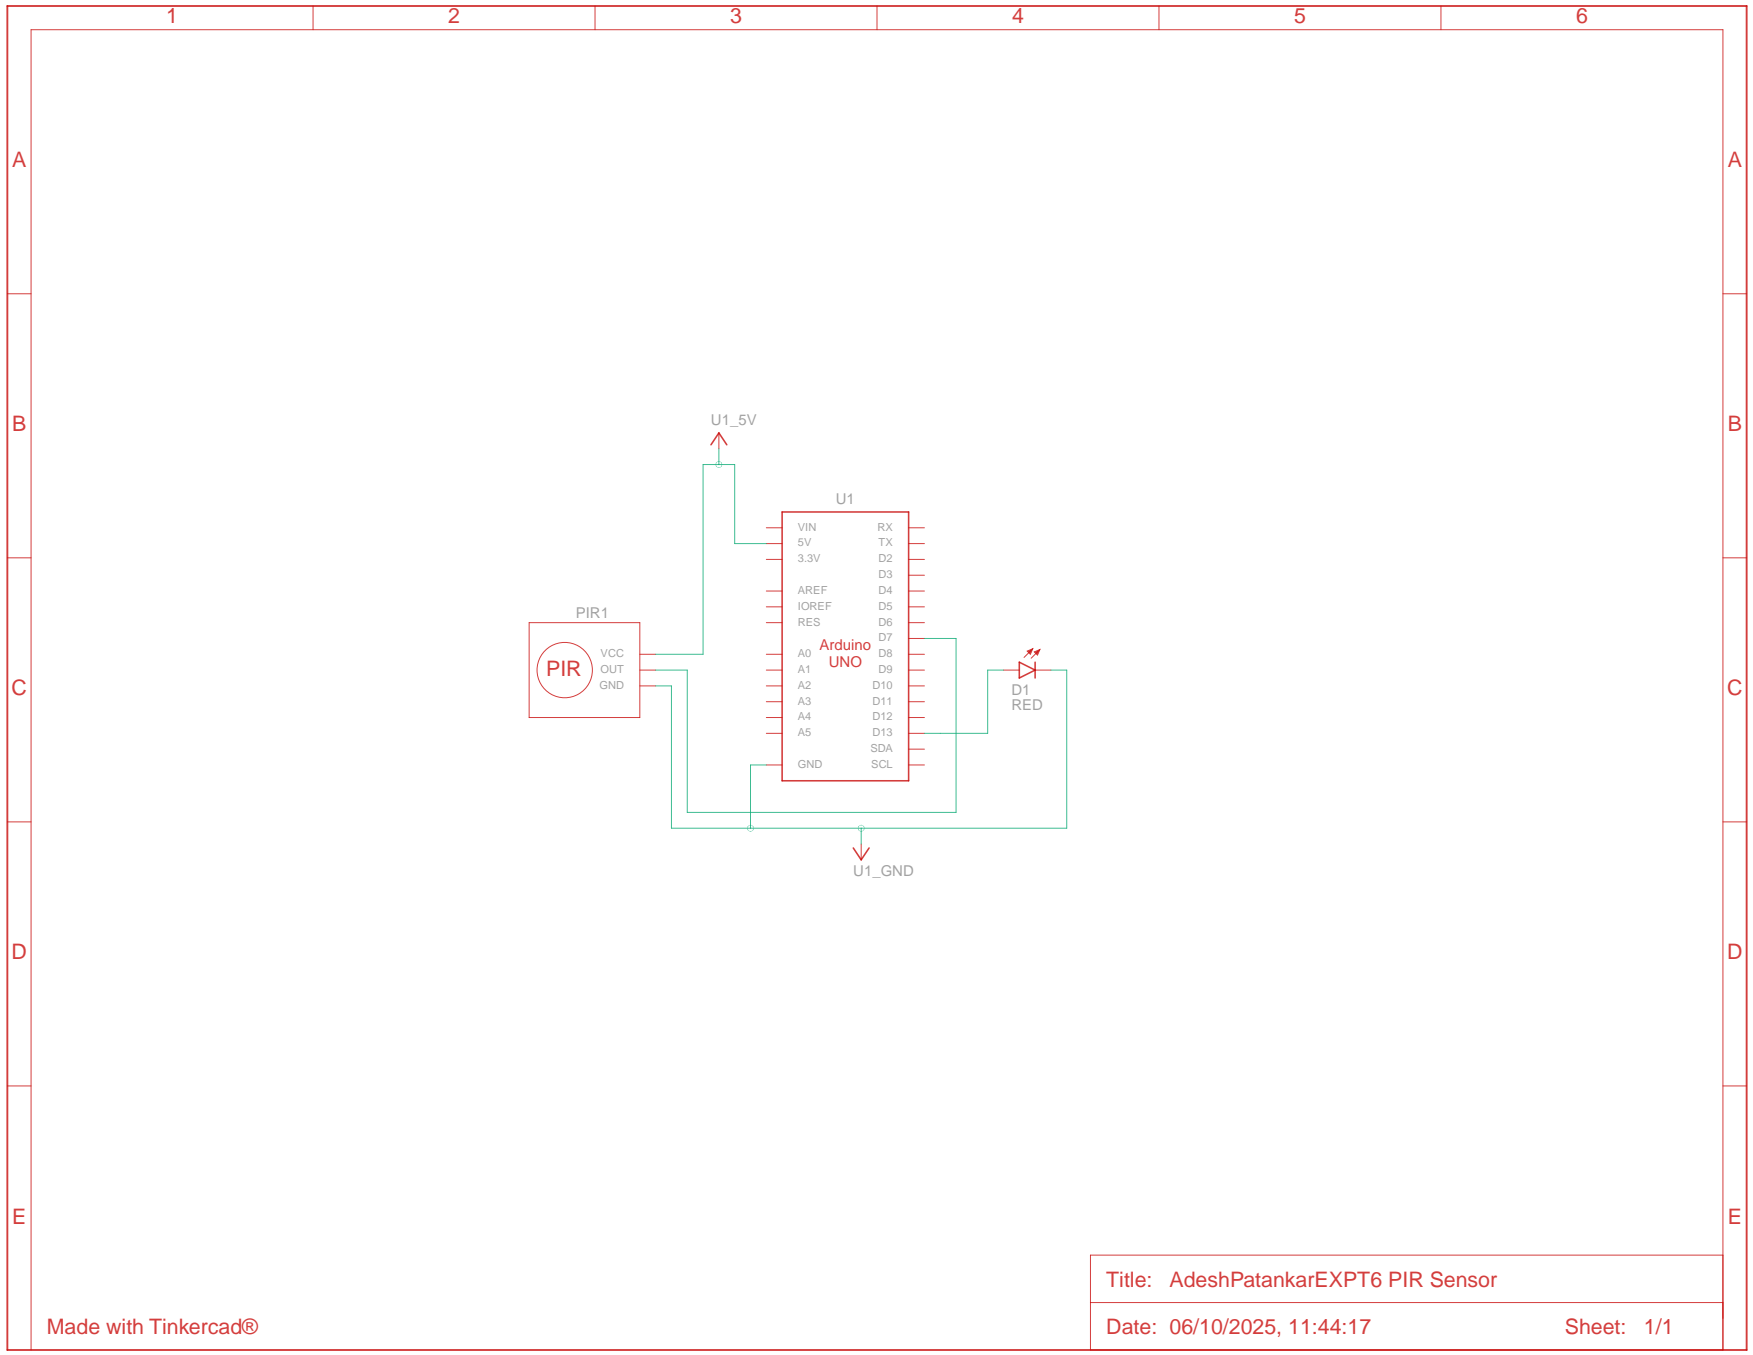 1 2 3 4 5 6
A A
B B
U1_5V
U1
VIN RX
5V TX
3.3V D2
D3
AREF D4
IOREF D5
RES D6
D7
Arduino
UNO
A0 D8
A1 D9
A2 D10
A3 D11
A4 D12
A5 D13
SDA
GND SCL
PIR1
PIR
VCC
OUT
GND
D1
RED
C C
U1_GND
D D
E E
Title: AdeshPatankarEXPT6 PIR Sensor
Made with Tinkercad®
Date: 06/10/2025, 11:44:17 Sheet: 1/1